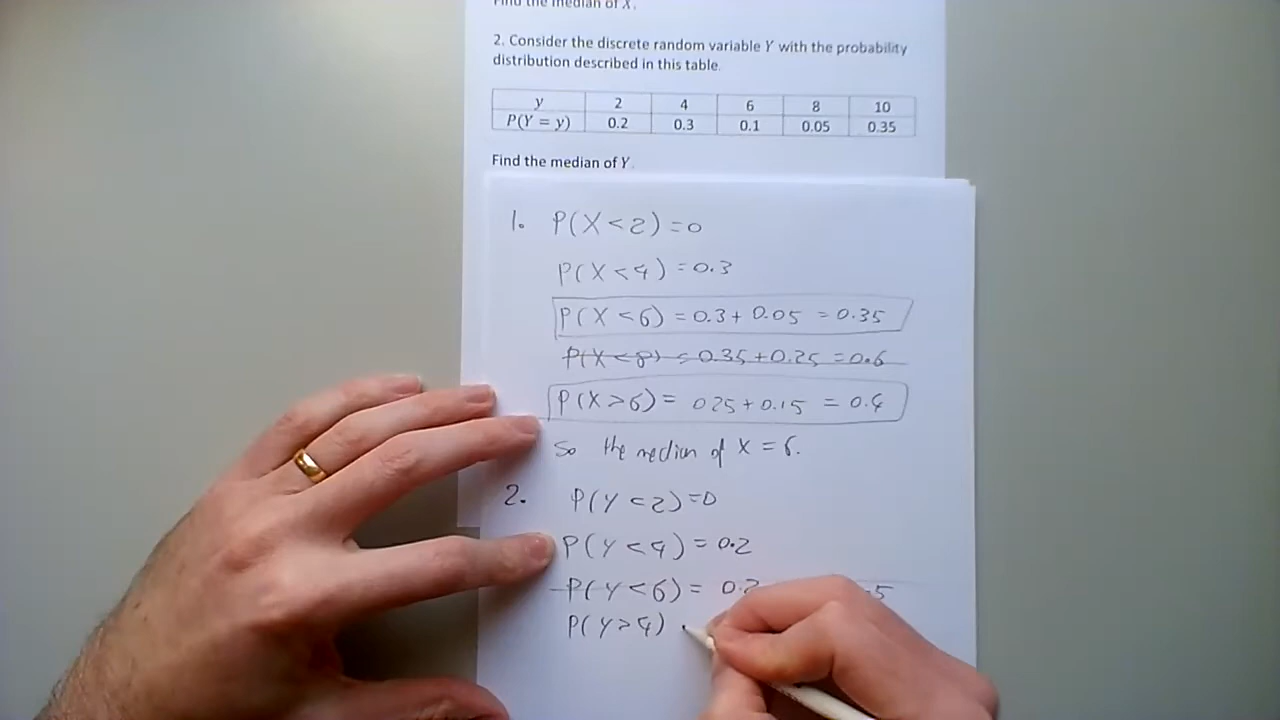 Find the median of X.
2. Consider the discrete random variable Y with the probability
distribution described in this table.
y 2 4 6 8 10
P(Y = y) 0.2 0.3 0.1 0.05 0.35
Find the median of Y.
1. P(X < 2) = 0
P(X < 4) = 0.3
P(X < 6) = 0.3 + 0.05 = 0.35
P(X < 8) = 0.35 + 0.25 = 0.6
P(X > 6) = 025 + 0.15 = 0.4
So the median of X = 6.
2. P(Y < 2) = 0
P(Y < 4) = 0.2
P(Y < 6) = 0.2
P(Y > 4)